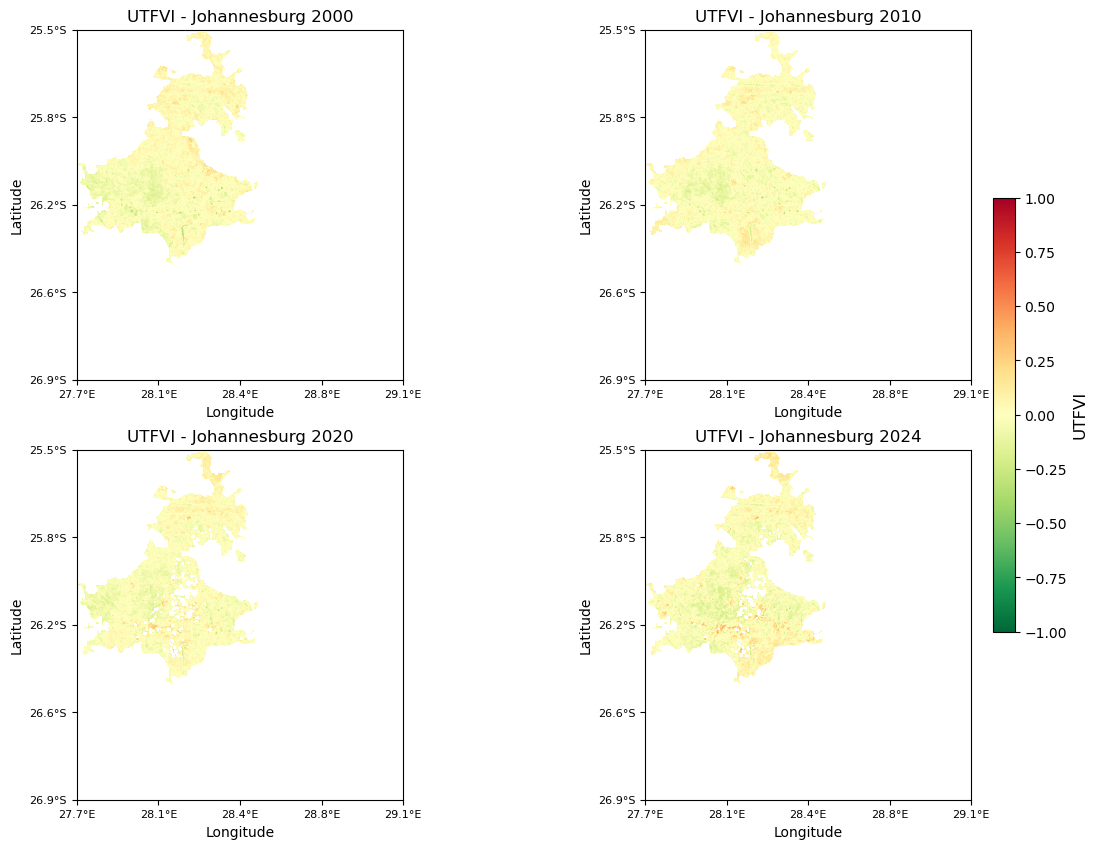 UTFVI - Johannesburg 2000
25.5°S
25.8°S
26.2°S
26.6°S
26.9°S
Latitude
27.7°E 28.1°E 28.4°E 28.8°E 29.1°E
Longitude
UTFVI - Johannesburg 2010
25.5°S
25.8°S
26.2°S
26.6°S
26.9°S
Latitude
27.7°E 28.1°E 28.4°E 28.8°E 29.1°E
Longitude
UTFVI - Johannesburg 2020
25.5°S
25.8°S
26.2°S
26.6°S
26.9°S
Latitude
27.7°E 28.1°E 28.4°E 28.8°E 29.1°E
Longitude
UTFVI - Johannesburg 2024
25.5°S
25.8°S
26.2°S
26.6°S
26.9°S
Latitude
27.7°E 28.1°E 28.4°E 28.8°E 29.1°E
Longitude
1.00
0.75
0.50
0.25
0.00
−0.25
−0.50
−0.75
−1.00
UTFVI